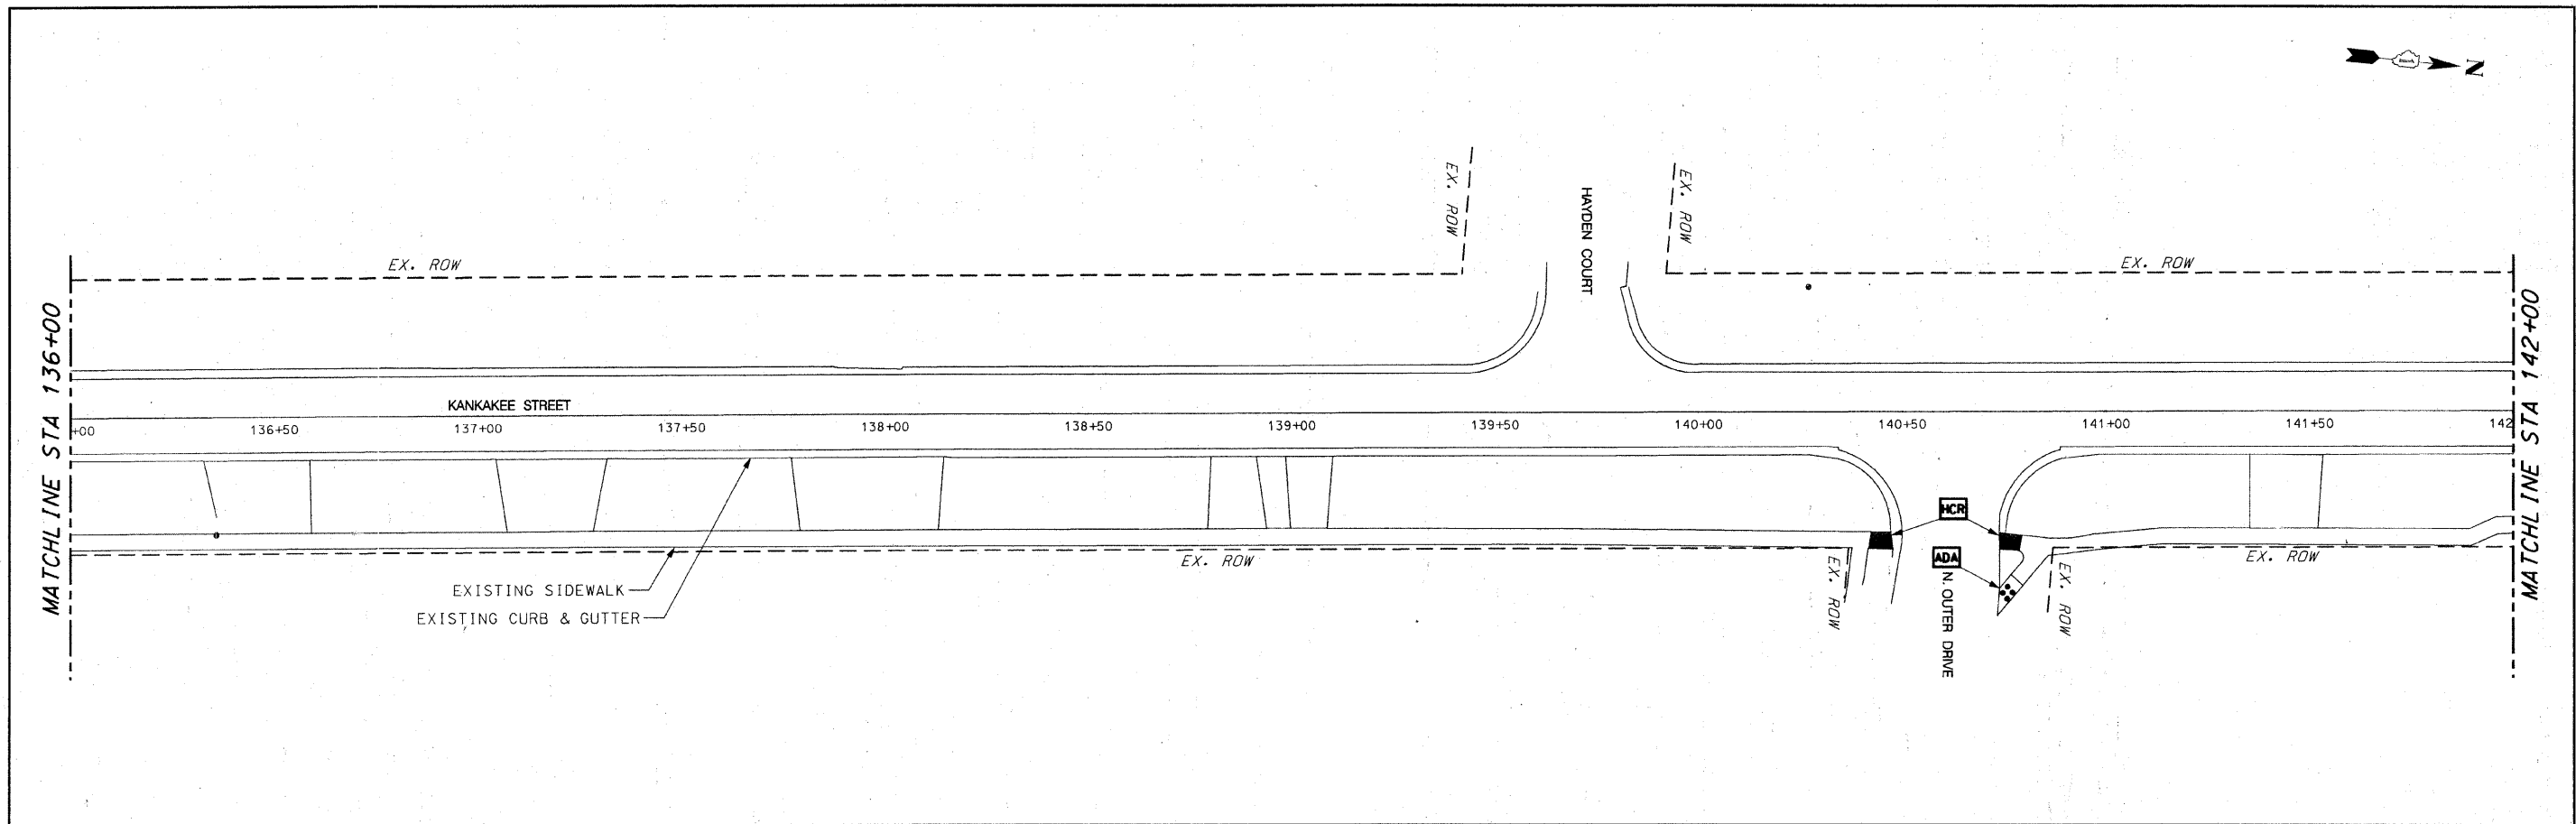 N
EX. ROW
EX. ROW
HAYDEN COURT
EX. ROW
EX. ROW
MATCHLINE STA 136+00
MATCHLINE STA 142+00
KANKAKEE STREET
+00
136+50
137+00
137+50
138+00
138+50
139+00
139+50
140+00
140+50
141+00
141+50
142
HCR
ADA
EX. ROW
EX. ROW
EX. ROW
EX. ROW
N. OUTER DRIVE
EXISTING SIDEWALK
EXISTING CURB & GUTTER